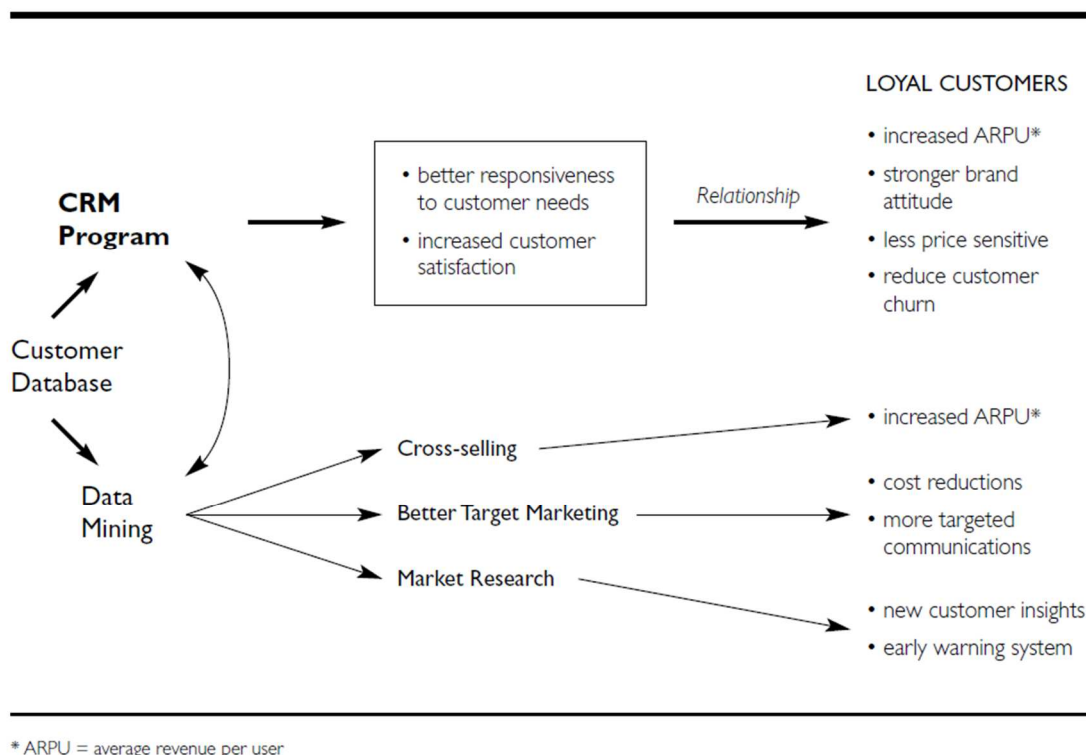 LOYAL CUSTOMERS
• increased ARPU*
• stronger brand
attitude
• less price sensitive
• reduce customer
churn
CRM
Program
• better responsiveness
to customer needs
• increased customer
satisfaction
Relationship
Customer
Database
Data
Mining
Cross-selling
Better Target Marketing
Market Research
• increased ARPU*
• cost reductions
• more targeted
communications
• new customer insights
• early warning system
* ARPU = average revenue per user